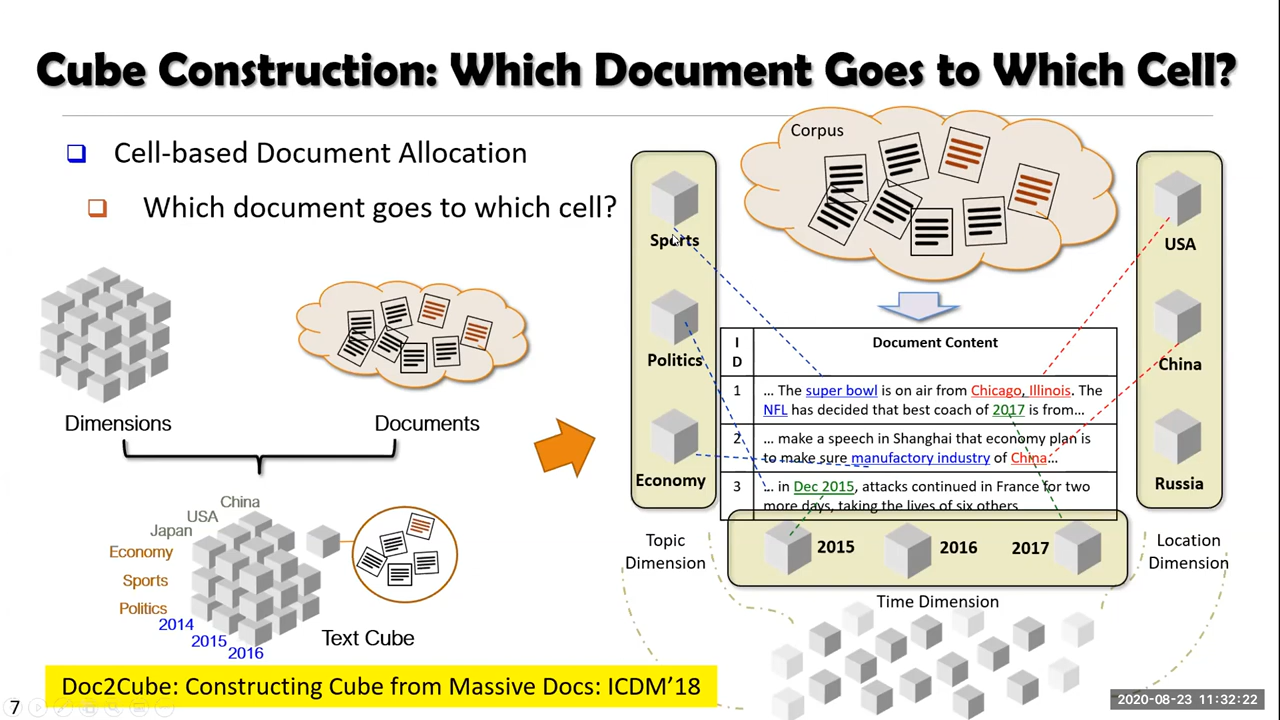 Cube Construction: Which Document Goes to Which Cell?
Cell-based Document Allocation
Which document goes to which cell?
Dimensions
Documents
China
USA
Japan
Economy
Sports
Politics
2014
2015
2016
Text Cube
Doc2Cube: Constructing Cube from Massive Docs: ICDM’18
7
Corpus
Sports
Politics
Economy
Topic
Dimension
I
D
Document Content
1
… The super bowl is on air from Chicago, Illinois. The
NFL has decided that best coach of 2017 is from…
2
… make a speech in Shanghai that economy plan is
to make sure manufactory industry of China…
3
… in Dec 2015, attacks continued in France for two
more days, taking the lives of six others
2015
2016
2017
Time Dimension
USA
China
Russia
Location
Dimension
2020-08-23 11:32:22